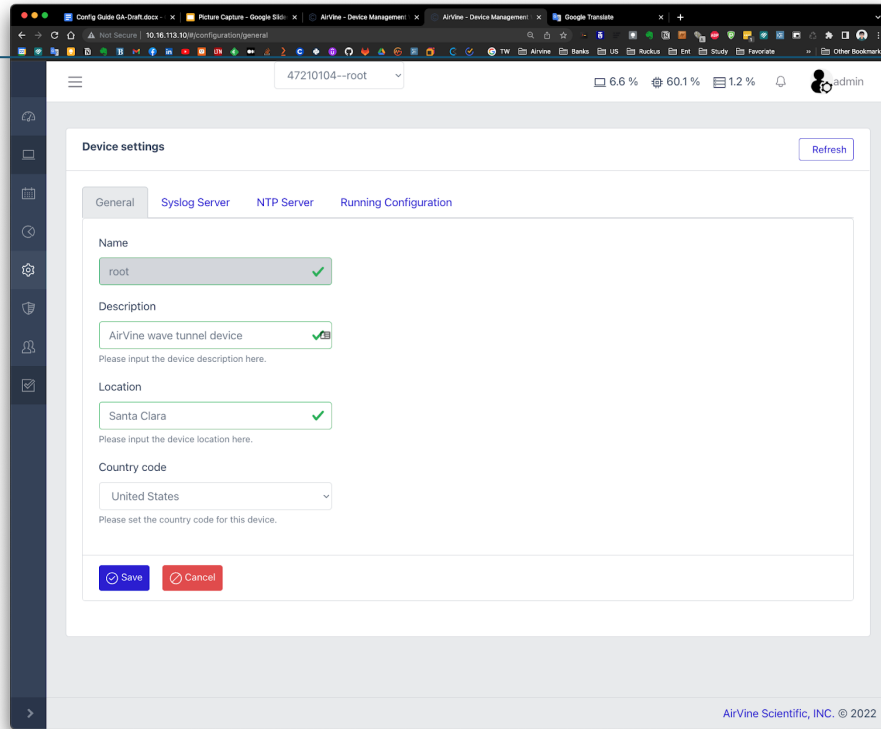 Config Guide GA-Draft.docx -
Picture Capture - Google Slide
AirVine - Device Management
AirVine - Device Management
Google Translate
Not Secure | 10.16.113.10/#/configuration/general
TW
Airvine
Banks
US
Ruckus
Ent
Study
Favoriate
»
Other Bookmark
47210104--root
6.6 %
60.1 %
1.2 %
admin
Device settings
Refresh
General
Syslog Server
NTP Server
Running Configuration
Name
root
Description
AirVine wave tunnel device
Please input the device description here.
Location
Santa Clara
Please input the device location here.
Country code
United States
Please set the country code for this device.
Save
Cancel
AirVine Scientific, INC. © 2022